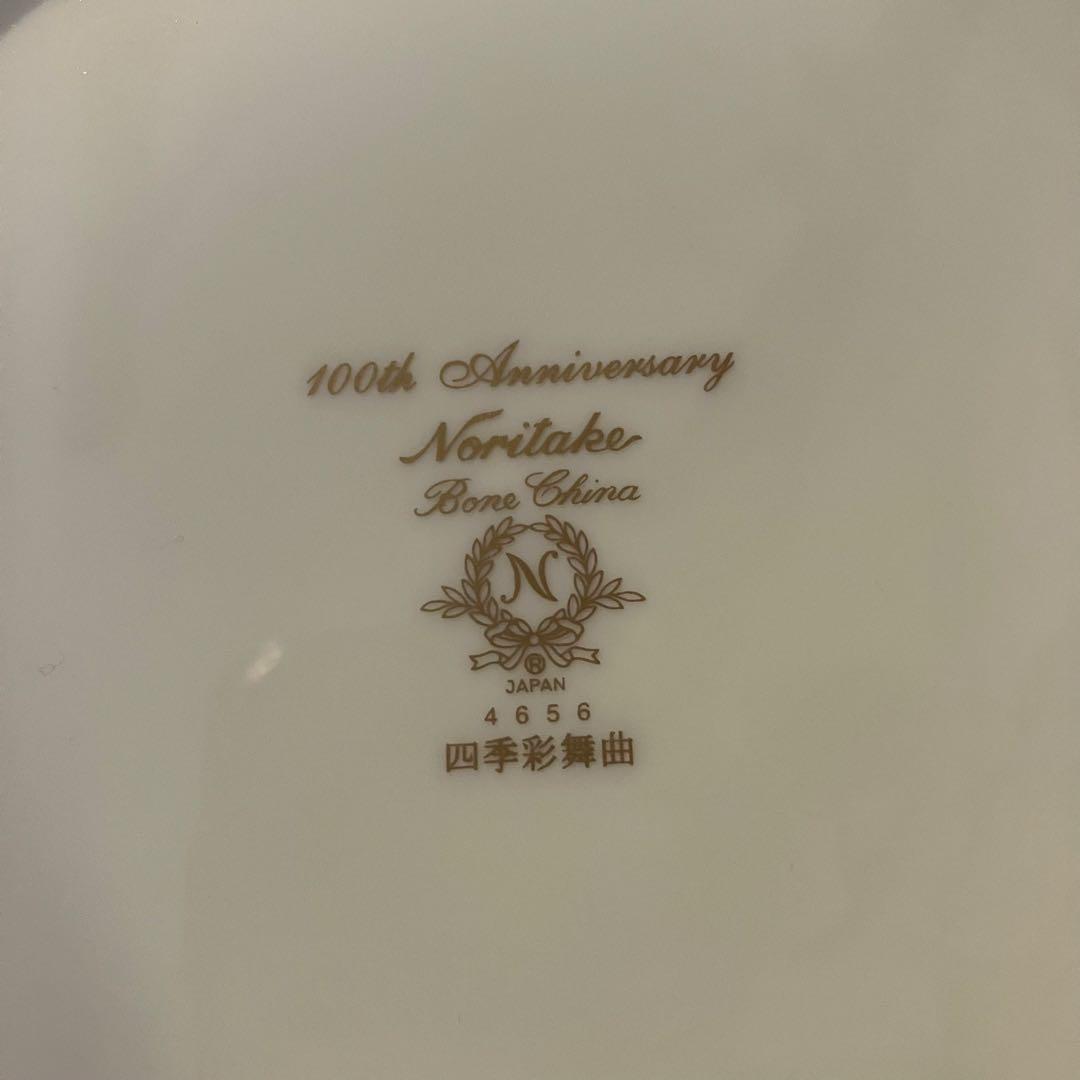 100th Anniversary
Noritake
Bone China
N
®
JAPAN
4656
四季彩舞曲